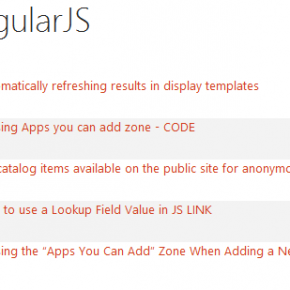 gularJS
matically refreshing results in display templates
ing Apps you can add zone - CODE
catalog items available on the public site for anonymo
to use a Lookup Field Value in JS LINK
ing the “Apps You Can Add” Zone When Adding a Ne